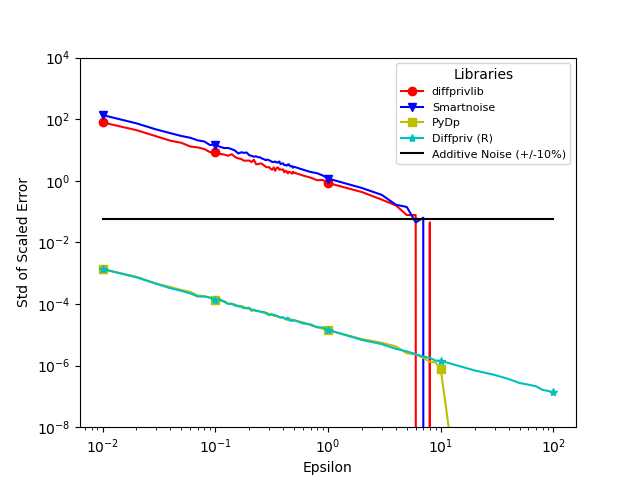 10^4
10^2
10^0
10^−2
10^−4
10^−6
10^−8
Std of Scaled Error
Libraries
diffprivlib
Smartnoise
PyDp
Diffpriv (R)
Additive Noise (+/-10%)
10^−2
10^−1
10^0
10^1
10^2
Epsilon